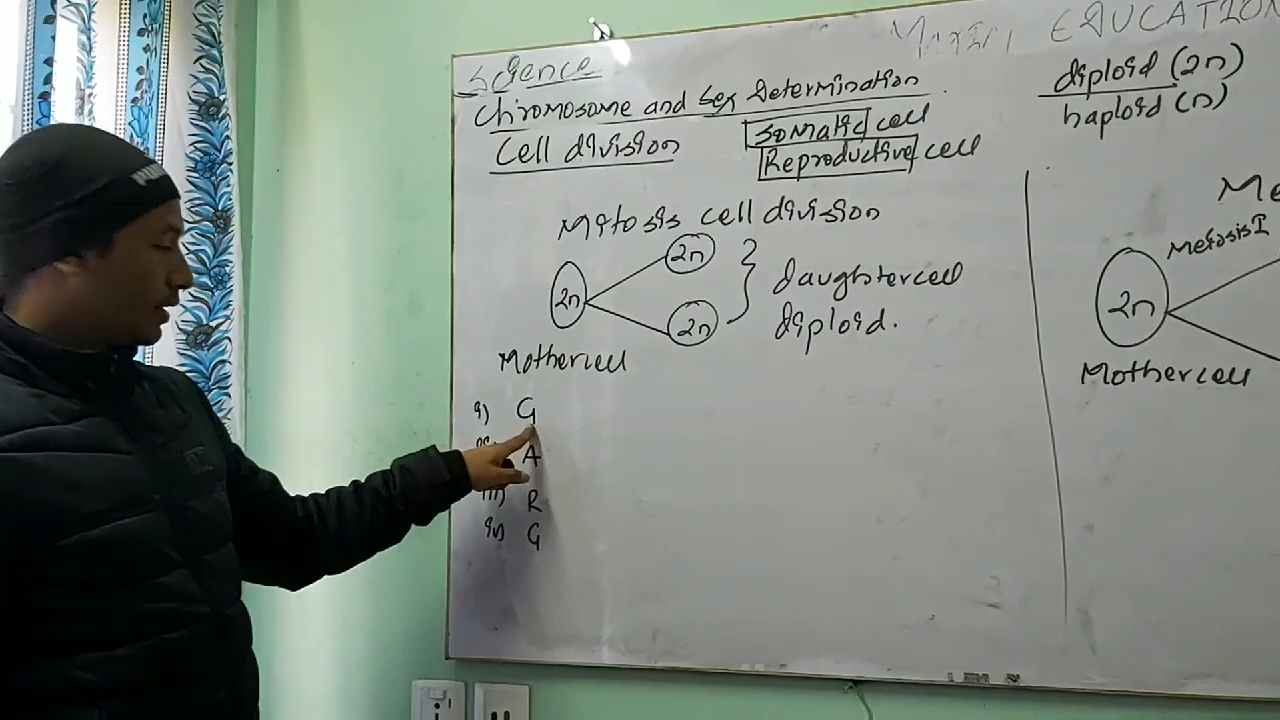 Science
Chromosome and Sex Determination
Cell division
Somatic cell
Reproductive cell
EDUCATION
diploid (2n)
haploid (n)
Mitosis cell division
2n
2n
2n
daughter cell
diploid.
Mother cell
i) G
A
iii) R
iv) G
Me
Meiosis I
2n
Mother cell